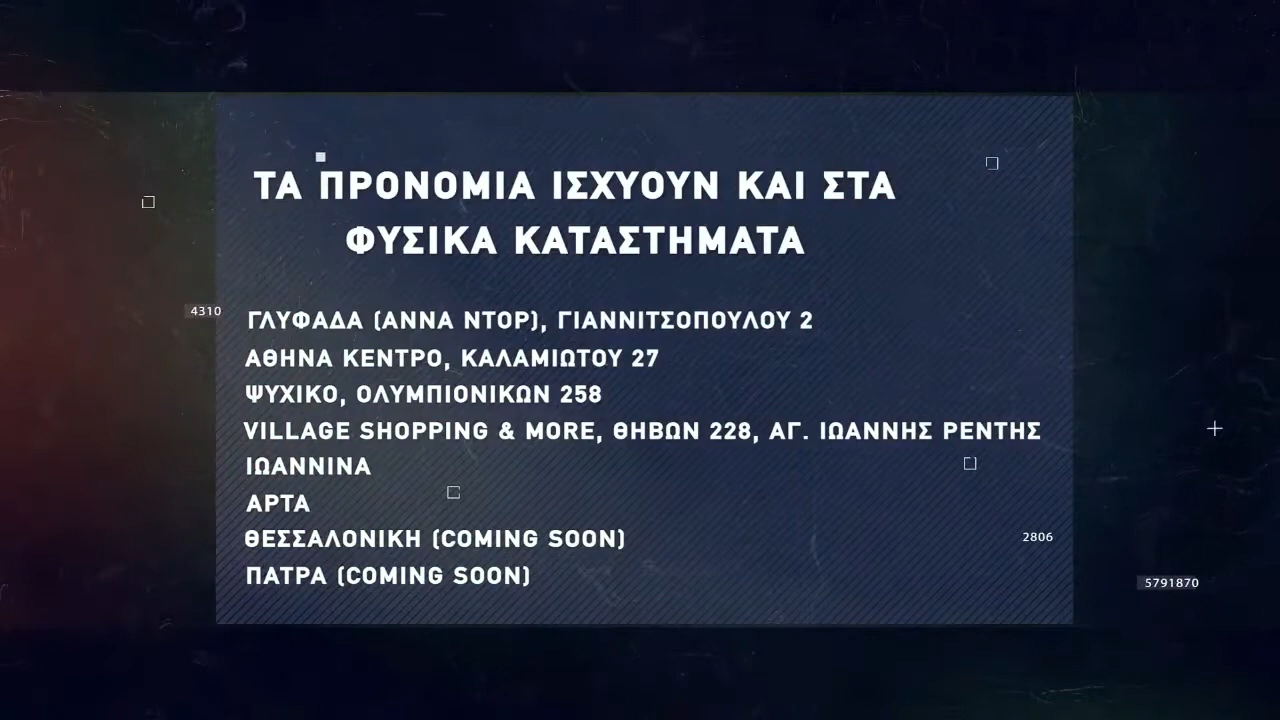 ΤΑ ΠΡΟΝΟΜΙΑ ΙΣΧΥΟΥΝ ΚΑΙ ΣΤΑ
ΦΥΣΙΚΑ ΚΑΤΑΣΤΗΜΑΤΑ
4310
ΓΛΥΦΑΔΑ (ΑΝΝΑ ΝΤΟΡ), ΓΙΑΝΝΙΤΣΟΠΟΥΛΟΥ 2
ΑΘΗΝΑ ΚΕΝΤΡΟ, ΚΑΛΑΜΙΩΤΟΥ 27
ΨΥΧΙΚΟ, ΟΛΥΜΠΙΟΝΙΚΩΝ 258
VILLAGE SHOPPING & MORE, ΘΗΒΩΝ 228, ΑΓ. ΙΩΑΝΝΗΣ ΡΕΝΤΗΣ
ΙΩΑΝΝΙΝΑ
ΑΡΤΑ
ΘΕΣΣΑΛΟΝΙΚΗ (COMING SOON)
2806
ΠΑΤΡΑ (COMING SOON)
5791870